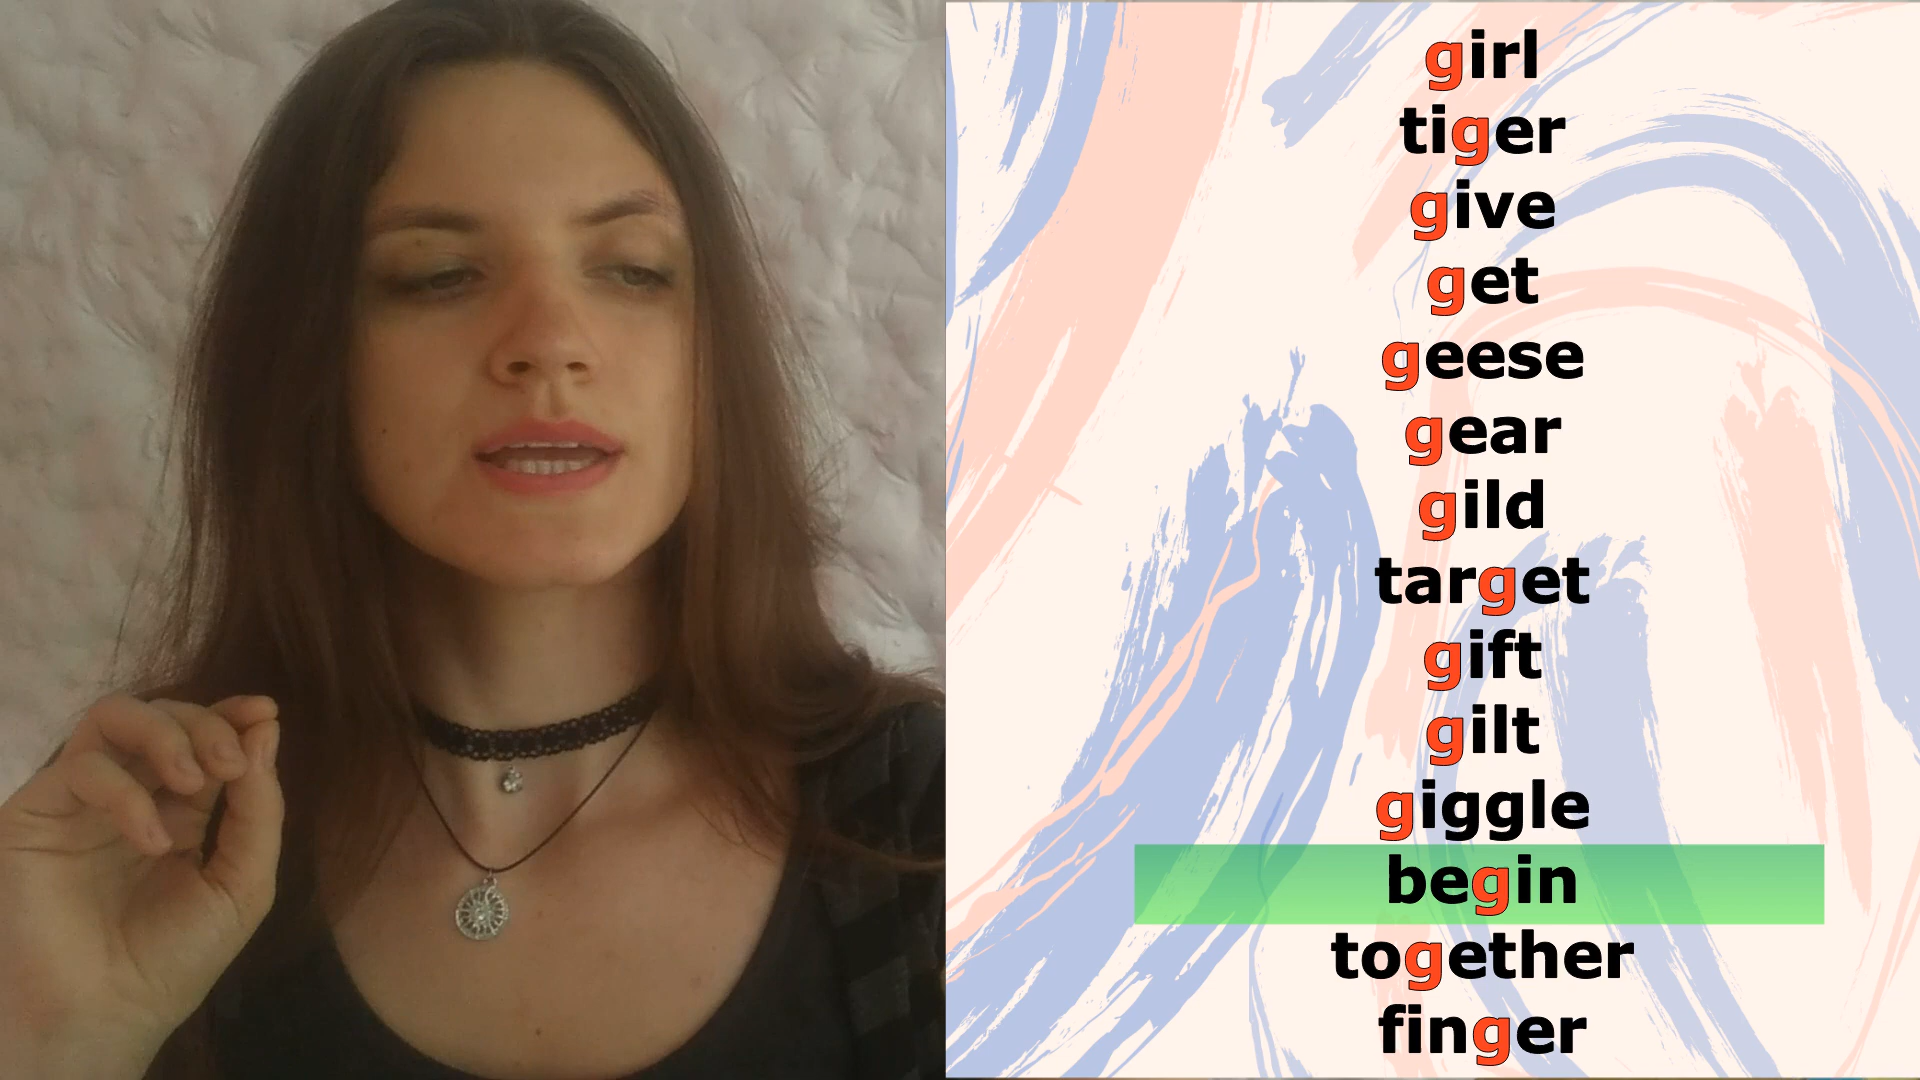 girl
tiger
give
get
geese
gear
gild
target
gift
gilt
giggle
begin
together
finger